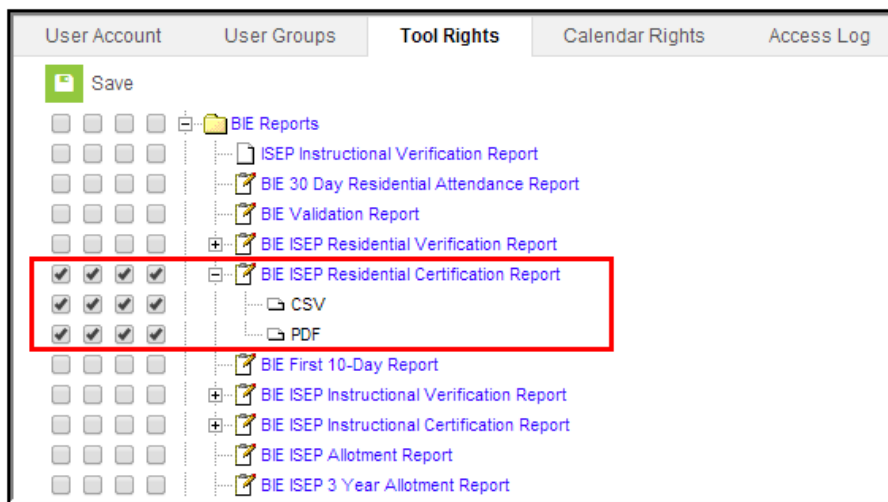 User Account User Groups Tool Rights Calendar Rights Access Log
Save
BIE Reports
ISEP Instructional Verification Report
BIE 30 Day Residential Attendance Report
BIE Validation Report
BIE ISEP Residential Verification Report
BIE ISEP Residential Certification Report
CSV
PDF
BIE First 10-Day Report
BIE ISEP Instructional Verification Report
BIE ISEP Instructional Certification Report
BIE ISEP Allotment Report
BIE ISEP 3 Year Allotment Report